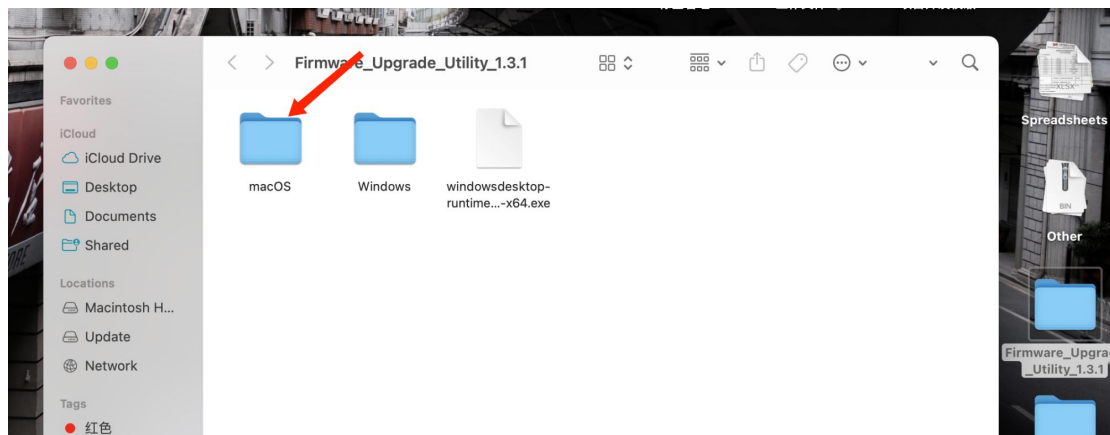 Firmware_Upgrade_Utility_1.3.1
Favorites
iCloud
iCloud Drive
Desktop
Documents
Shared
Locations
Macintosh H...
Update
Network
Tags
红色
macOS
Windows
windowsdesktop-
runtime...-x64.exe
XLSX
Spreadsheets
BIN
Other
Firmware_Upgra
_Utility_1.3.1